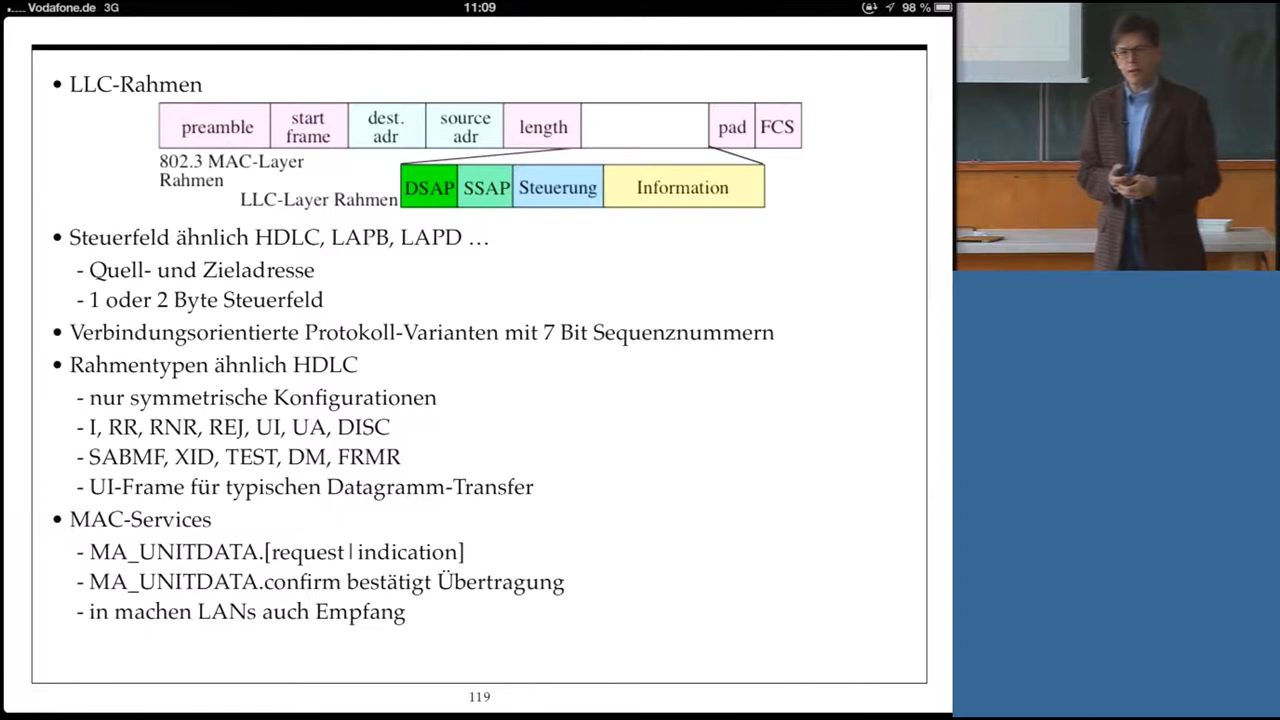 Vodafone.de 3G 11:09 98 %
• LLC-Rahmen
preamble start frame dest. adr source adr length pad FCS
802.3 MAC-Layer
Rahmen
LLC-Layer Rahmen DSAP SSAP Steuerung Information
• Steuerfeld ähnlich HDLC, LAPB, LAPD …
- Quell- und Zieladresse
- 1 oder 2 Byte Steuerfeld
• Verbindungsorientierte Protokoll-Varianten mit 7 Bit Sequenznummern
• Rahmentypen ähnlich HDLC
- nur symmetrische Konfigurationen
- I, RR, RNR, REJ, UI, UA, DISC
- SABMF, XID, TEST, DM, FRMR
- UI-Frame für typischen Datagramm-Transfer
• MAC-Services
- MA_UNITDATA.[request|indication]
- MA_UNITDATA.confirm bestätigt Übertragung
- in machen LANs auch Empfang
119